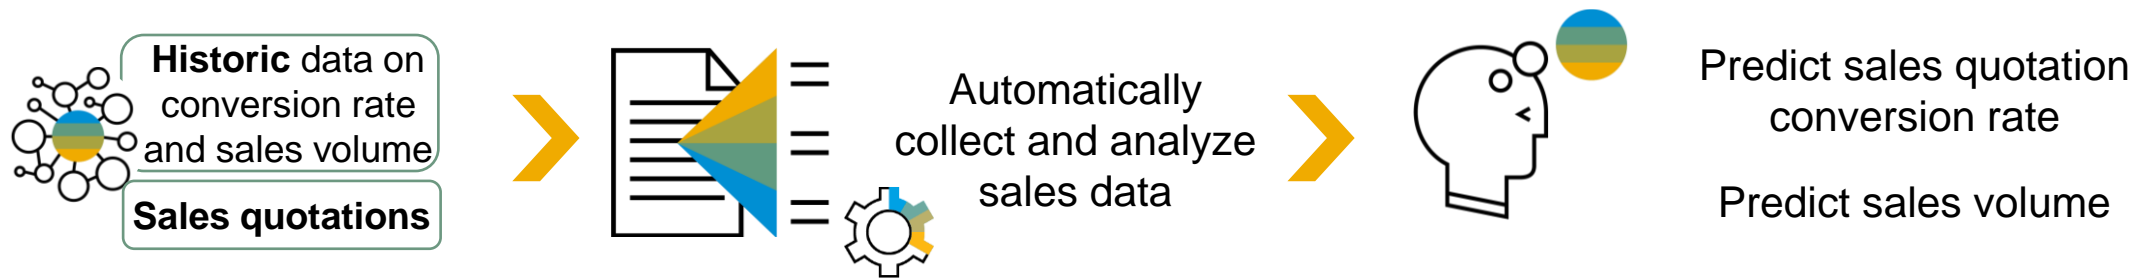 Historic data on
conversion rate
and sales volume
Sales quotations
Automatically
collect and analyze
sales data
Predict sales quotation
conversion rate
Predict sales volume